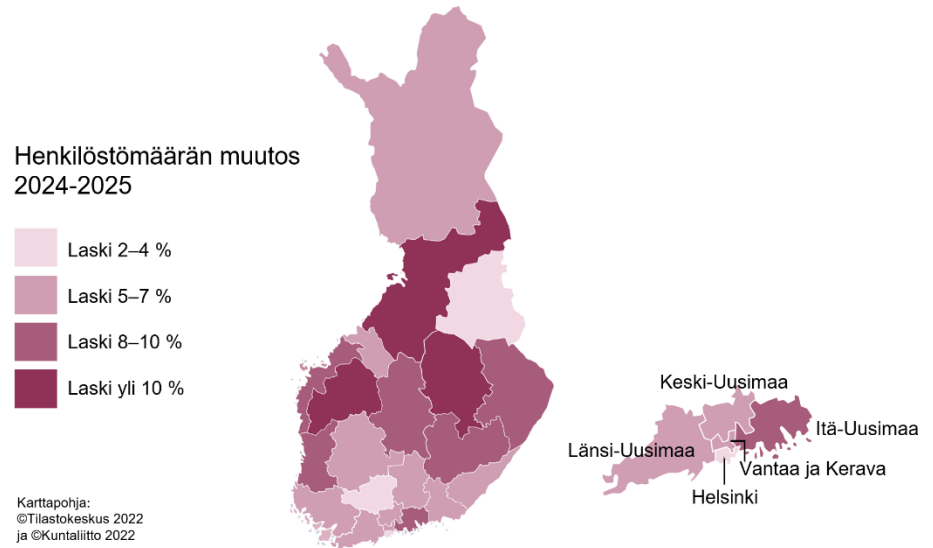 Henkilöstömäärän muutos
2024-2025
Laski 2–4 %
Laski 5–7 %
Laski 8–10 %
Laski yli 10 %
Keski-Uusimaa
Itä-Uusimaa
Länsi-Uusimaa
Vantaa ja Kerava
Helsinki
Karttapohja:
©Tilastokeskus 2022
ja ©Kuntaliitto 2022